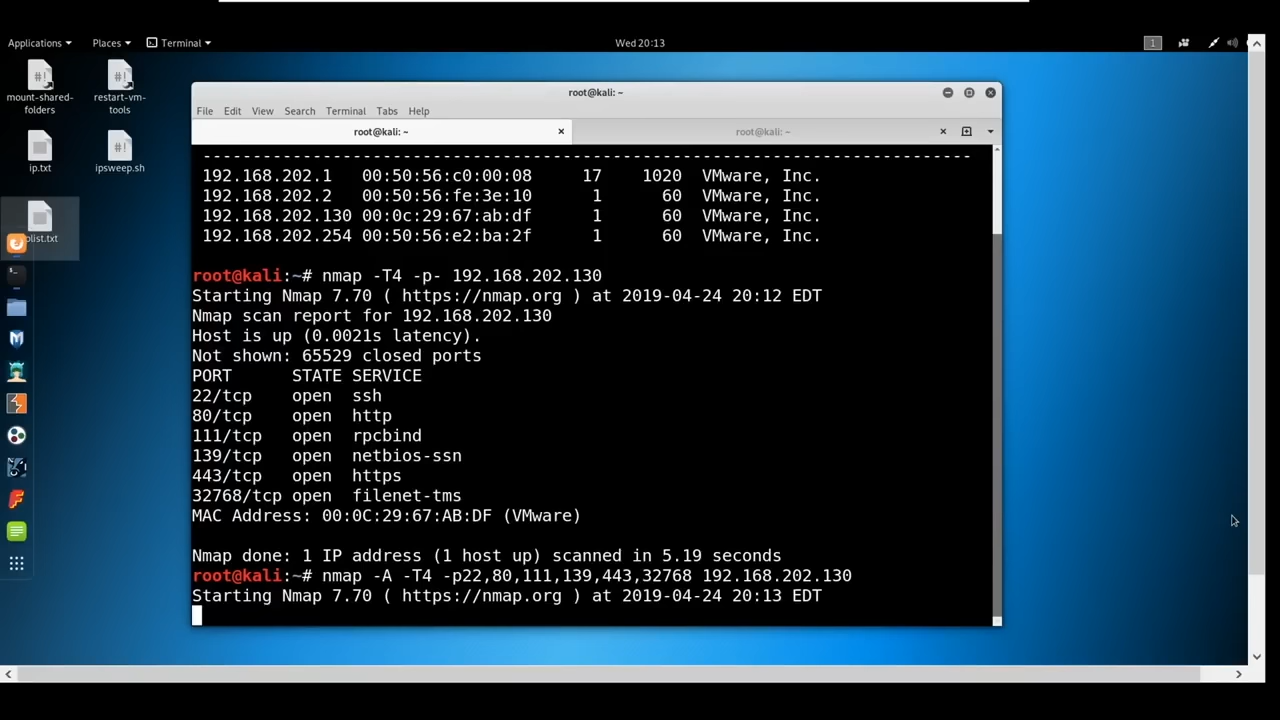 Applications Places Terminal Wed 20:13 1
mount-shared-folders
restart-vm-tools
ip.txt
ipsweep.sh
root@kali: ~
File Edit View Search Terminal Tabs Help
root@kali: ~ root@kali: ~
-----------------------------------------------------------------------------
192.168.202.1 00:50:56:c0:00:08 17 1020 VMware, Inc.
192.168.202.2 00:50:56:fe:3e:10 1 60 VMware, Inc.
192.168.202.130 00:0c:29:67:ab:df 1 60 VMware, Inc.
192.168.202.254 00:50:56:e2:ba:2f 1 60 VMware, Inc.
root@kali:~# nmap -T4 -p- 192.168.202.130
Starting Nmap 7.70 ( https://nmap.org ) at 2019-04-24 20:12 EDT
Nmap scan report for 192.168.202.130
Host is up (0.0021s latency).
Not shown: 65529 closed ports
PORT STATE SERVICE
22/tcp open ssh
80/tcp open http
111/tcp open rpcbind
139/tcp open netbios-ssn
443/tcp open https
32768/tcp open filenet-tms
MAC Address: 00:0C:29:67:AB:DF (VMware)
Nmap done: 1 IP address (1 host up) scanned in 5.19 seconds
root@kali:~# nmap -A -T4 -p22,80,111,139,443,32768 192.168.202.130
Starting Nmap 7.70 ( https://nmap.org ) at 2019-04-24 20:13 EDT